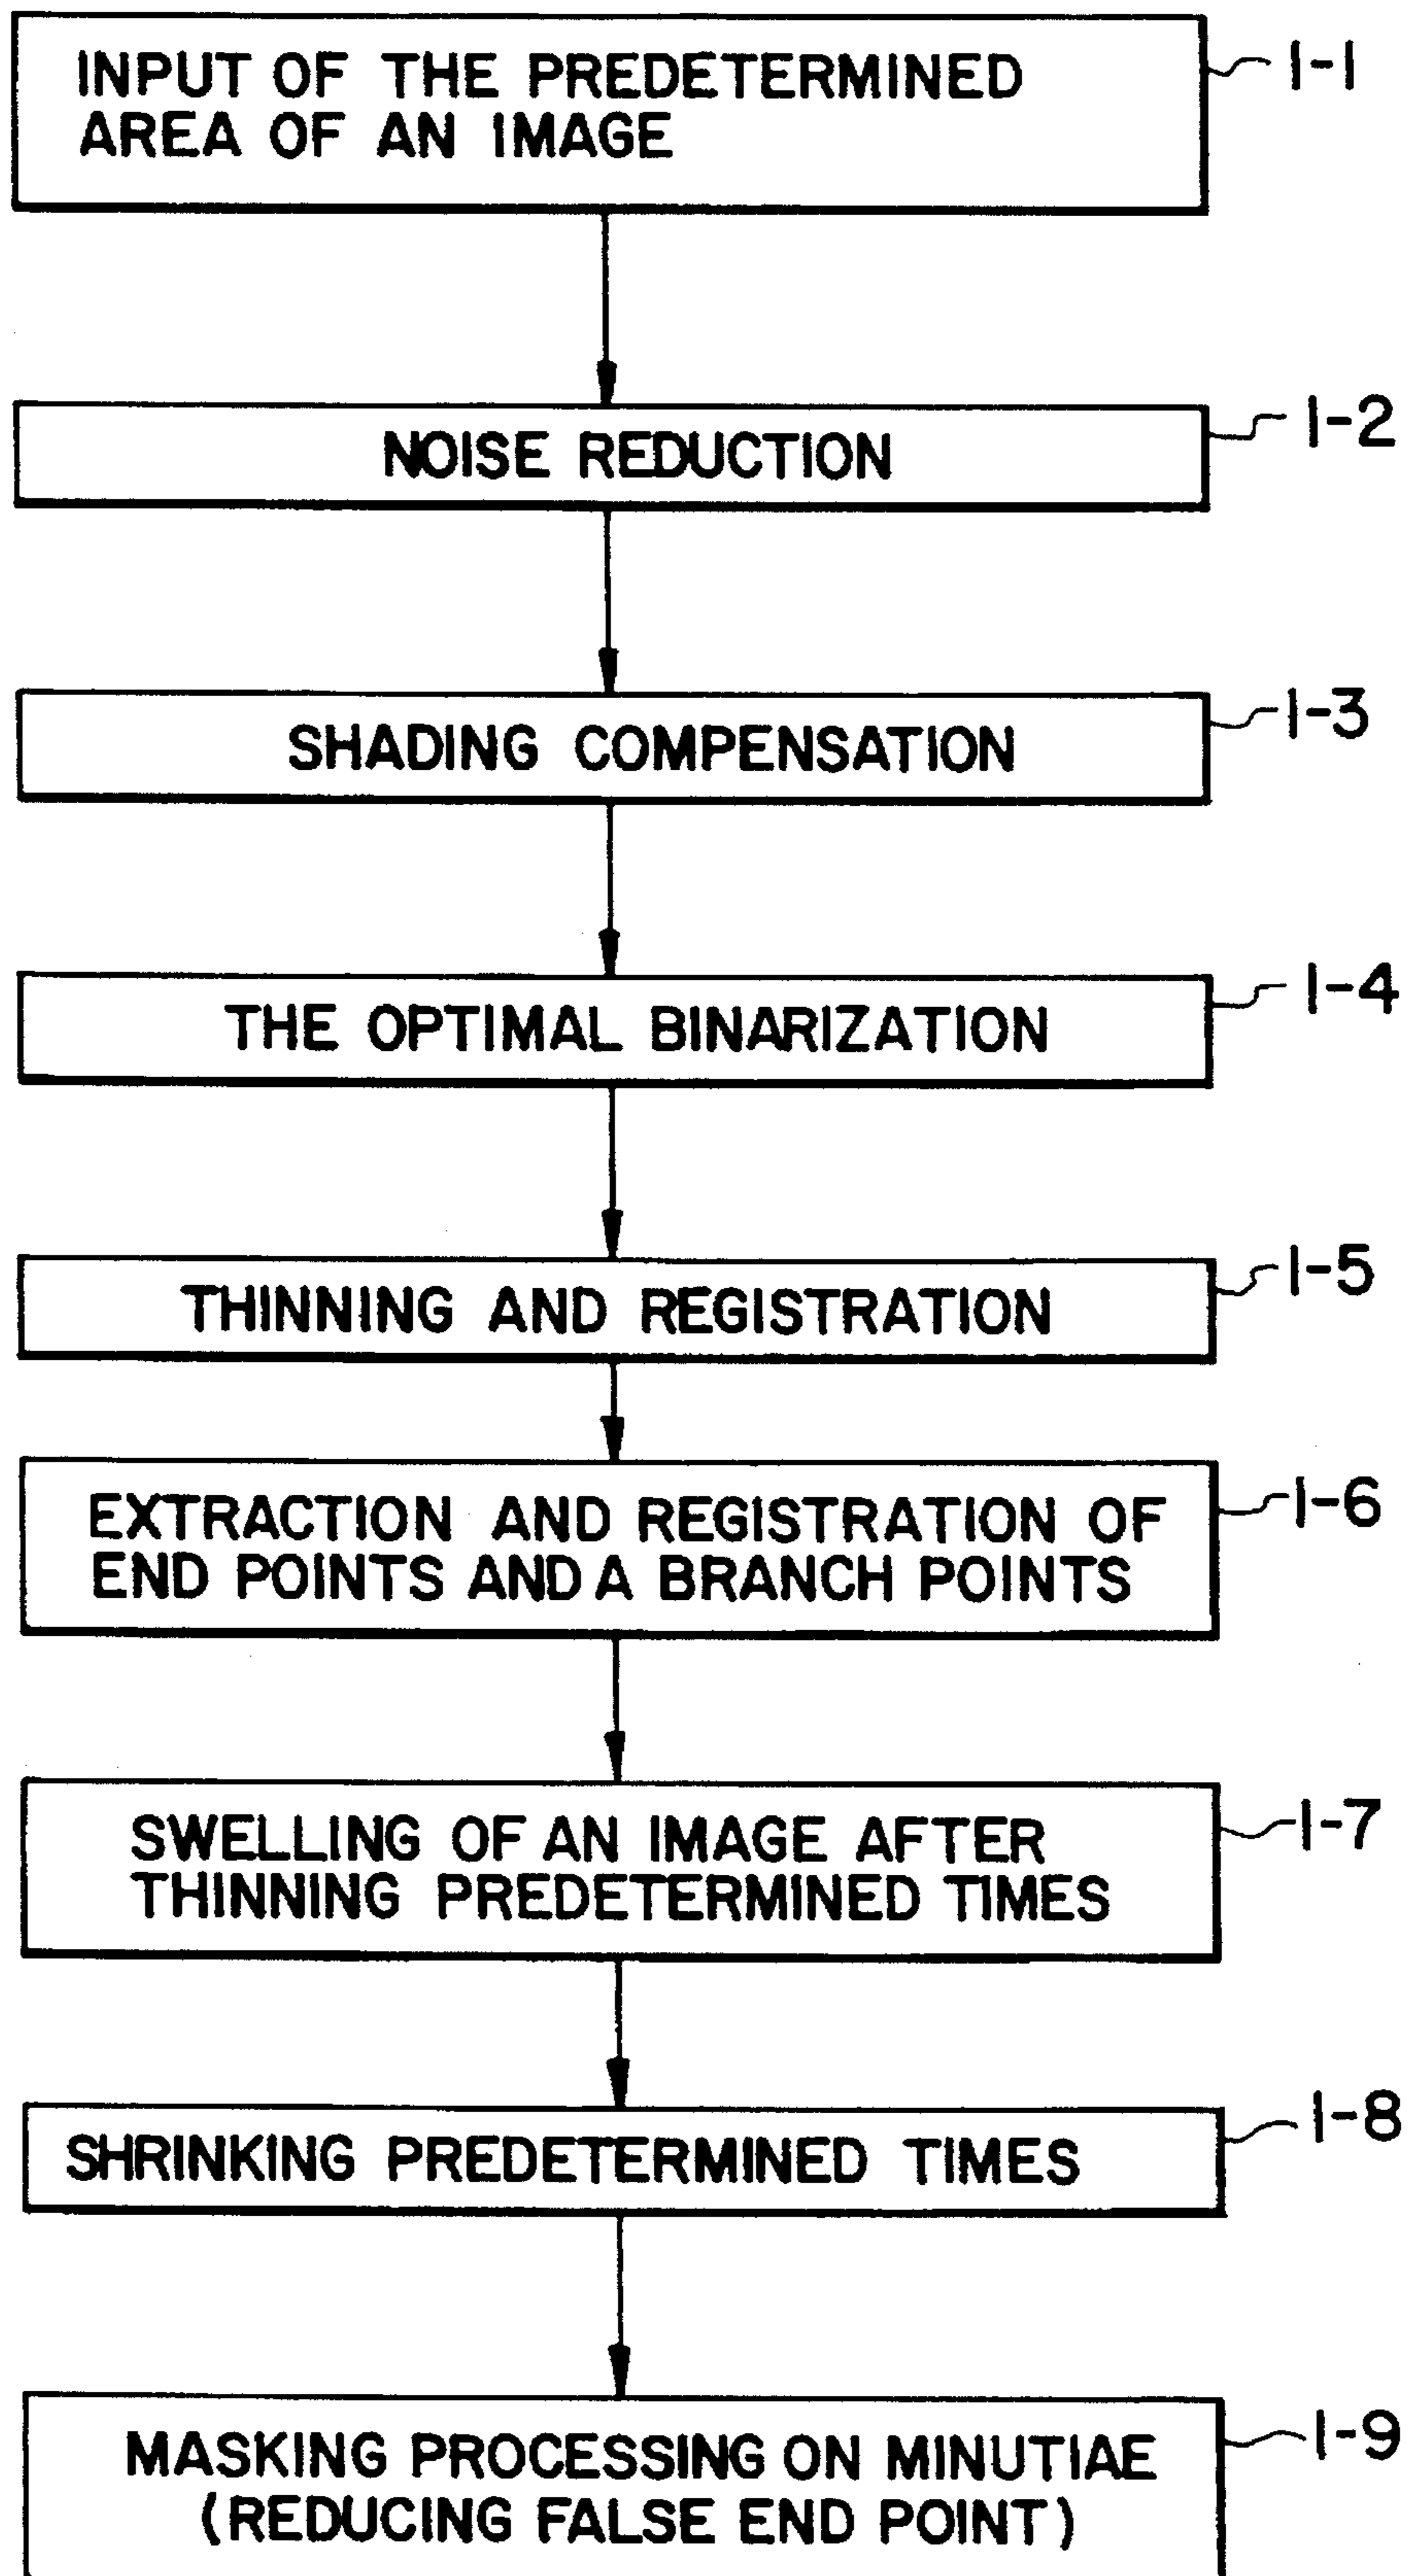 INPUT OF THE PREDETERMINED
AREA OF AN IMAGE
1-1
NOISE REDUCTION
1-2
SHADING COMPENSATION
1-3
THE OPTIMAL BINARIZATION
1-4
THINNING AND REGISTRATION
1-5
EXTRACTION AND REGISTRATION OF
END POINTS AND A BRANCH POINTS
1-6
SWELLING OF AN IMAGE AFTER
THINNING PREDETERMINED TIMES
1-7
SHRINKING PREDETERMINED TIMES
1-8
MASKING PROCESSING ON MINUTIAE
(REDUCING FALSE END POINT)
1-9